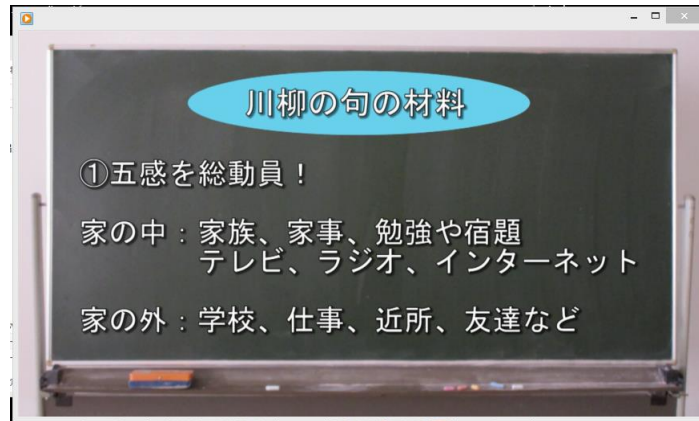 川柳の句の材料
①五感を総動員！
家の中：家族、家事、勉強や宿題
テレビ、ラジオ、インターネット
家の外：学校、仕事、近所、友達など